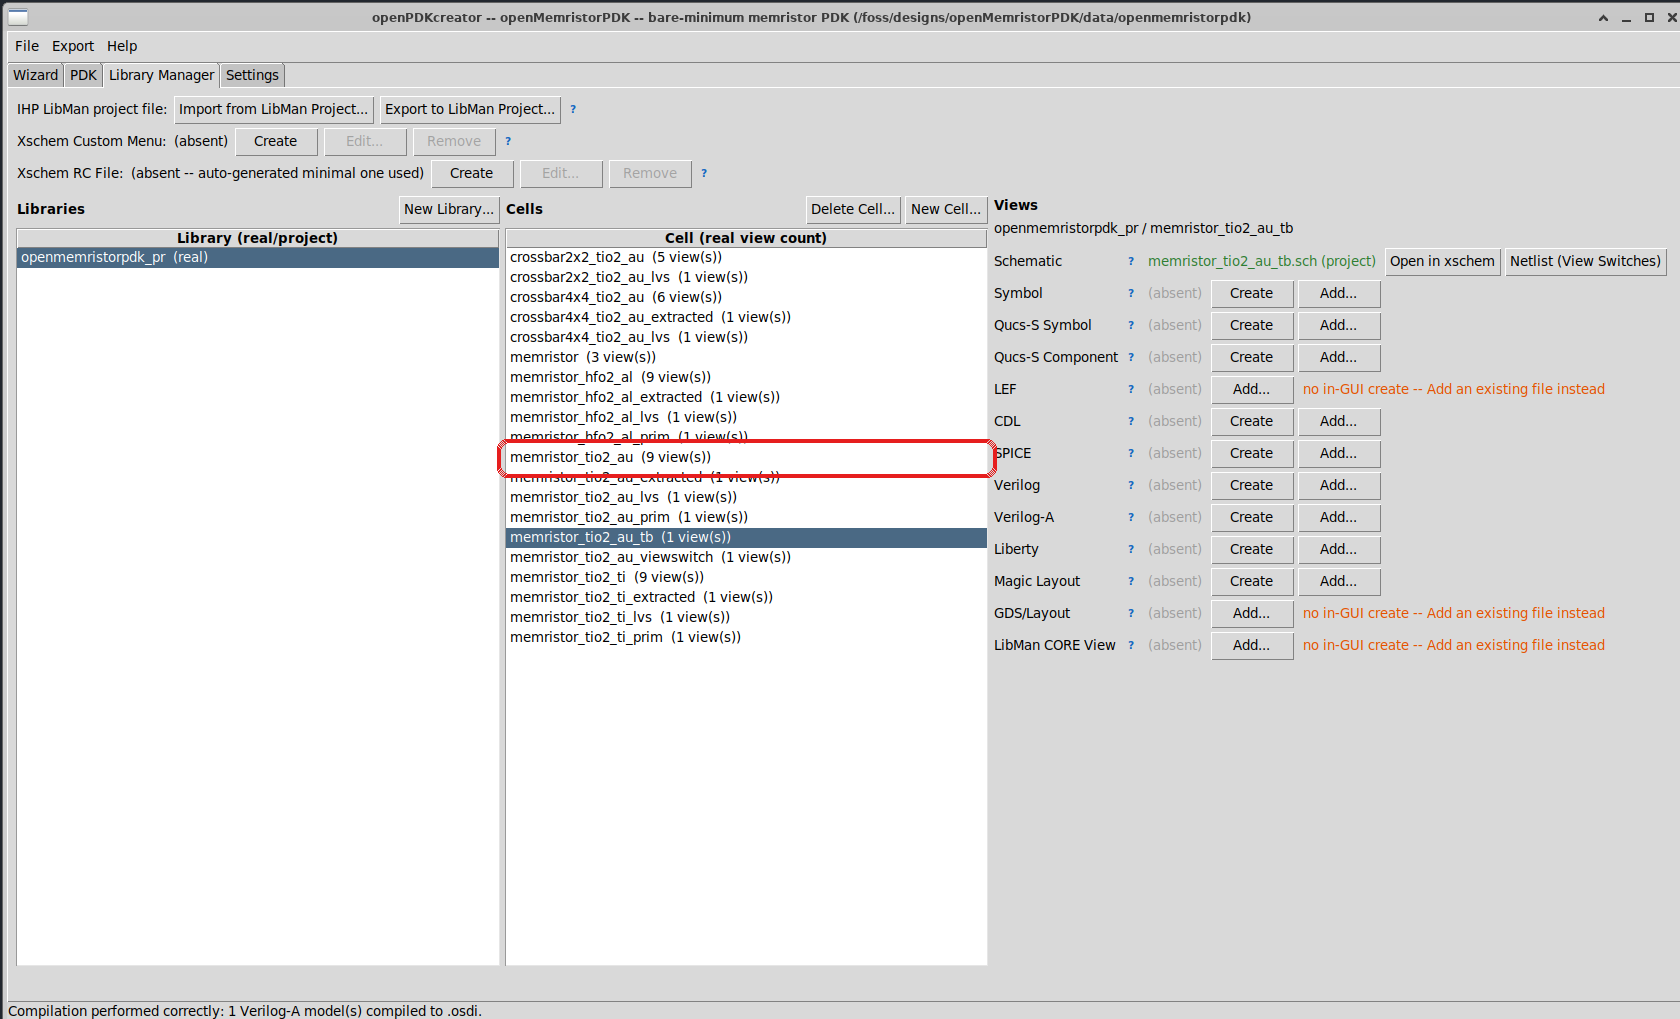 openPDKcreator -- openMemristorPDK -- bare-minimum memristor PDK (/foss/designs/openMemristorPDK/data/openmemristorpdk)
File Export Help
Wizard PDK Library Manager Settings
IHP LibMan project file: Import from LibMan Project... Export to LibMan Project... ?
Xschem Custom Menu: (absent) Create Edit... Remove ?
Xschem RC File: (absent -- auto-generated minimal one used) Create Edit... Remove ?
Libraries New Library...
Library (real/project)
openmemristorpdk_pr (real)
Cells Delete Cell... New Cell...
Cell (real view count)
crossbar2x2_tio2_au (5 view(s))
crossbar2x2_tio2_au_lvs (1 view(s))
crossbar4x4_tio2_au (6 view(s))
crossbar4x4_tio2_au_extracted (1 view(s))
crossbar4x4_tio2_au_lvs (1 view(s))
memristor (3 view(s))
memristor_hfo2_al (9 view(s))
memristor_hfo2_al_extracted (1 view(s))
memristor_hfo2_al_lvs (1 view(s))
memristor_hfo2_al_prim (1 view(s))
memristor_tio2_au (9 view(s))
memristor_tio2_au_extracted (1 view(s))
memristor_tio2_au_lvs (1 view(s))
memristor_tio2_au_prim (1 view(s))
memristor_tio2_au_tb (1 view(s))
memristor_tio2_au_viewswitch (1 view(s))
memristor_tio2_ti (9 view(s))
memristor_tio2_ti_extracted (1 view(s))
memristor_tio2_ti_lvs (1 view(s))
memristor_tio2_ti_prim (1 view(s))
Views
openmemristorpdk_pr / memristor_tio2_au_tb
Schematic ? memristor_tio2_au_tb.sch (project) Open in xschem Netlist (View Switches)
Symbol ? (absent) Create Add...
Qucs-S Symbol ? (absent) Create Add...
Qucs-S Component ? (absent) Create Add...
LEF ? (absent) Add... no in-GUI create -- Add an existing file instead
CDL ? (absent) Create Add...
SPICE ? (absent) Create Add...
Verilog ? (absent) Create Add...
Verilog-A ? (absent) Create Add...
Liberty ? (absent) Create Add...
Magic Layout ? (absent) Create Add...
GDS/Layout ? (absent) Add... no in-GUI create -- Add an existing file instead
LibMan CORE View ? (absent) Add... no in-GUI create -- Add an existing file instead
Compilation performed correctly: 1 Verilog-A model(s) compiled to .osdi.